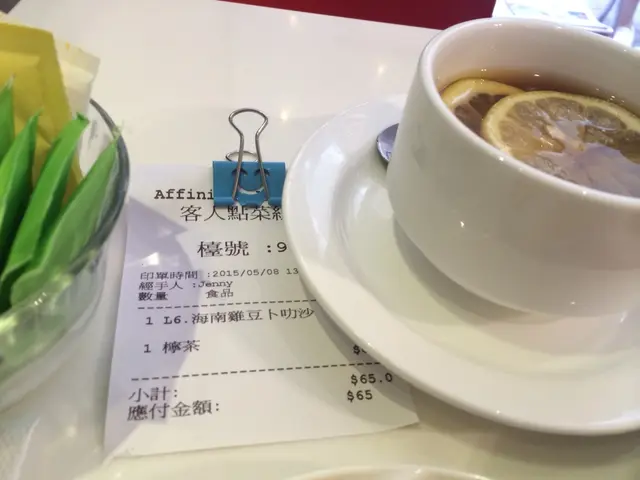 Affini
客人點菜紙
檯號 :9
印單時間 :2015/05/08 13
經手人 :Jenny
數量 食品
1 L6.海南雞豆卜叻沙
1 檸茶
$65.0
小計: $65
應付金額: